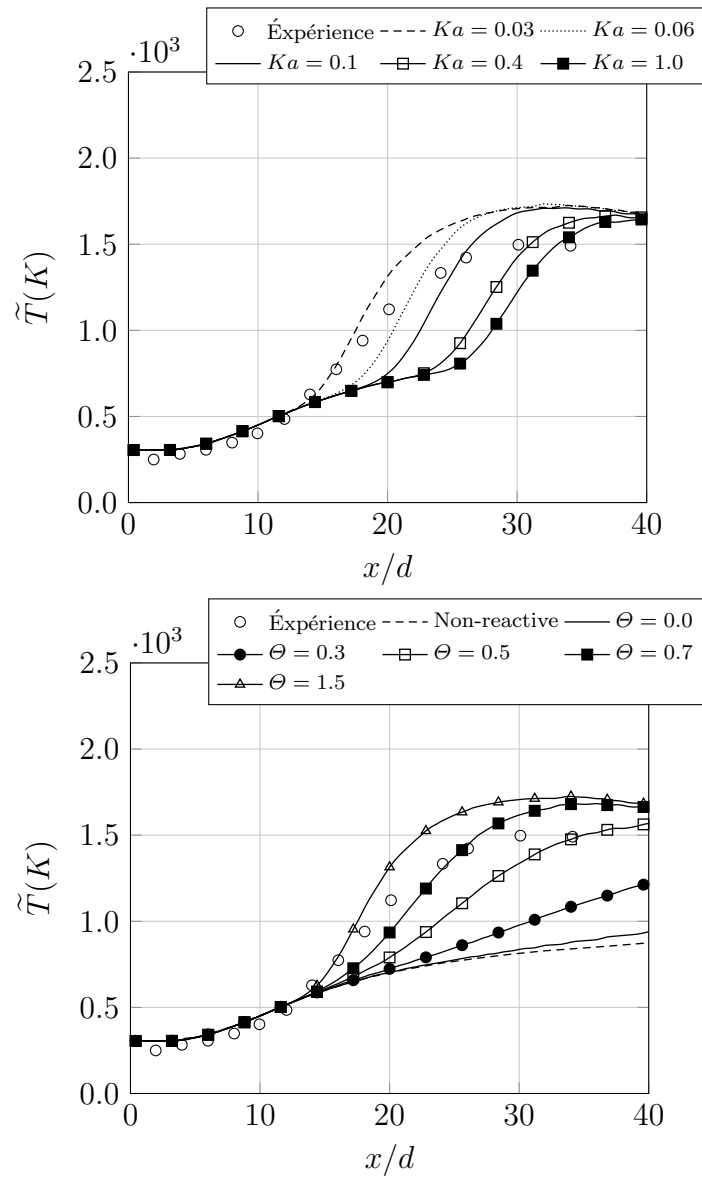 Éxpérience Ka = 0.03 Ka = 0.06
Ka = 0.1 Ka = 0.4 Ka = 1.0
·10³
2.5
2.0
1.5
1.0
0.5
0.0
T̃(K)
0 10 20 30 40
x/d
Éxpérience Non-reactive Θ = 0.0
Θ = 0.3 Θ = 0.5 Θ = 0.7
Θ = 1.5
·10³
2.5
2.0
1.5
1.0
0.5
0.0
T̃(K)
0 10 20 30 40
x/d